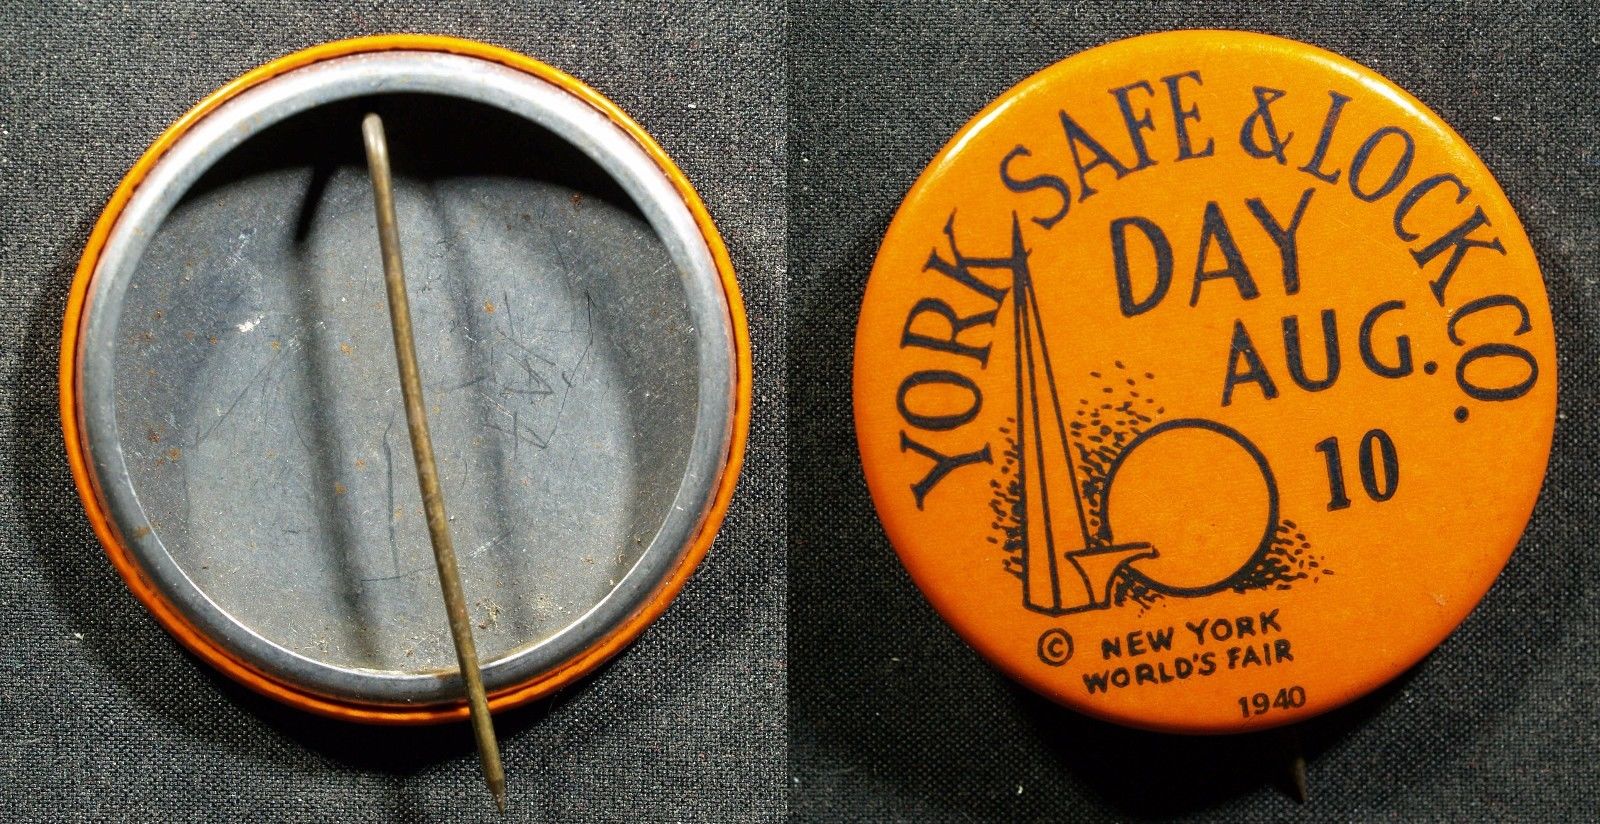 YORK SAFE & LOCK CO.
DAY
AUG.
10
© NEW YORK
WORLD'S FAIR
1940